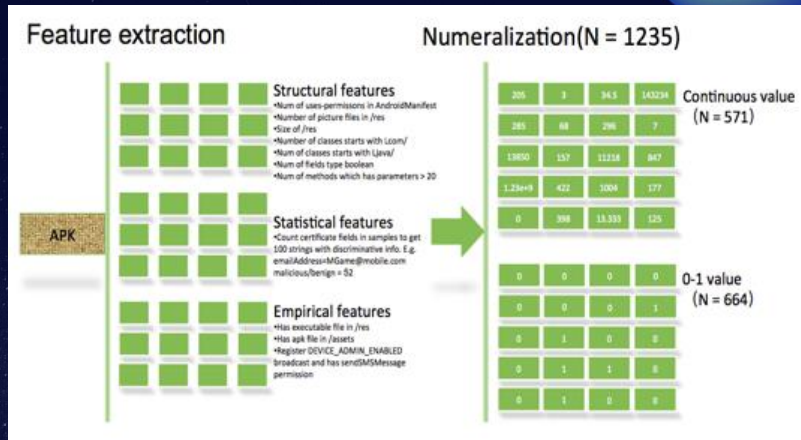 Feature extraction
Numeralization(N = 1235)
APK
Structural features
•Num of uses-permissons in AndroidManifest
•Number of picture files in /res
•Size of /res
•Number of classes starts with Lcom/
•Num of classes starts with Ljava/
•Num of fields type boolean
•Num of methods which has parameters > 20
Statistical features
•Count certificate fields in samples to get
100 strings with discriminative info. E.g.
emailAddress=MGame@mobile.com
malicious/benign = 52
Empirical features
•Has executable file in /res
•Has apk file in /assets
•Register DEVICE_ADMIN_ENABLED
broadcast and has sendSMSMessage
permission
205 3 34.5 143234
285 68 296 7
13850 157 11218 847
1.23e+9 422 1004 177
0 398 13.333 125
Continuous value
(N = 571)
0 0 0 0
0 0 0 1
0 1 0 0
0 1 1 0
0 1 0 0
0-1 value
(N = 664)